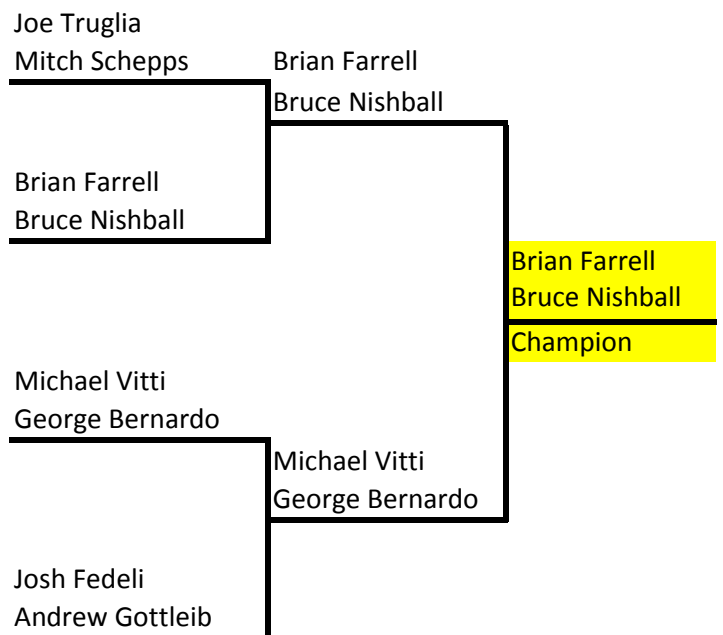 Joe Truglia
Mitch Schepps
Brian Farrell
Bruce Nishball
Brian Farrell
Bruce Nishball
Brian Farrell
Bruce Nishball
Champion
Michael Vitti
George Bernardo
Michael Vitti
George Bernardo
Josh Fedeli
Andrew Gottleib